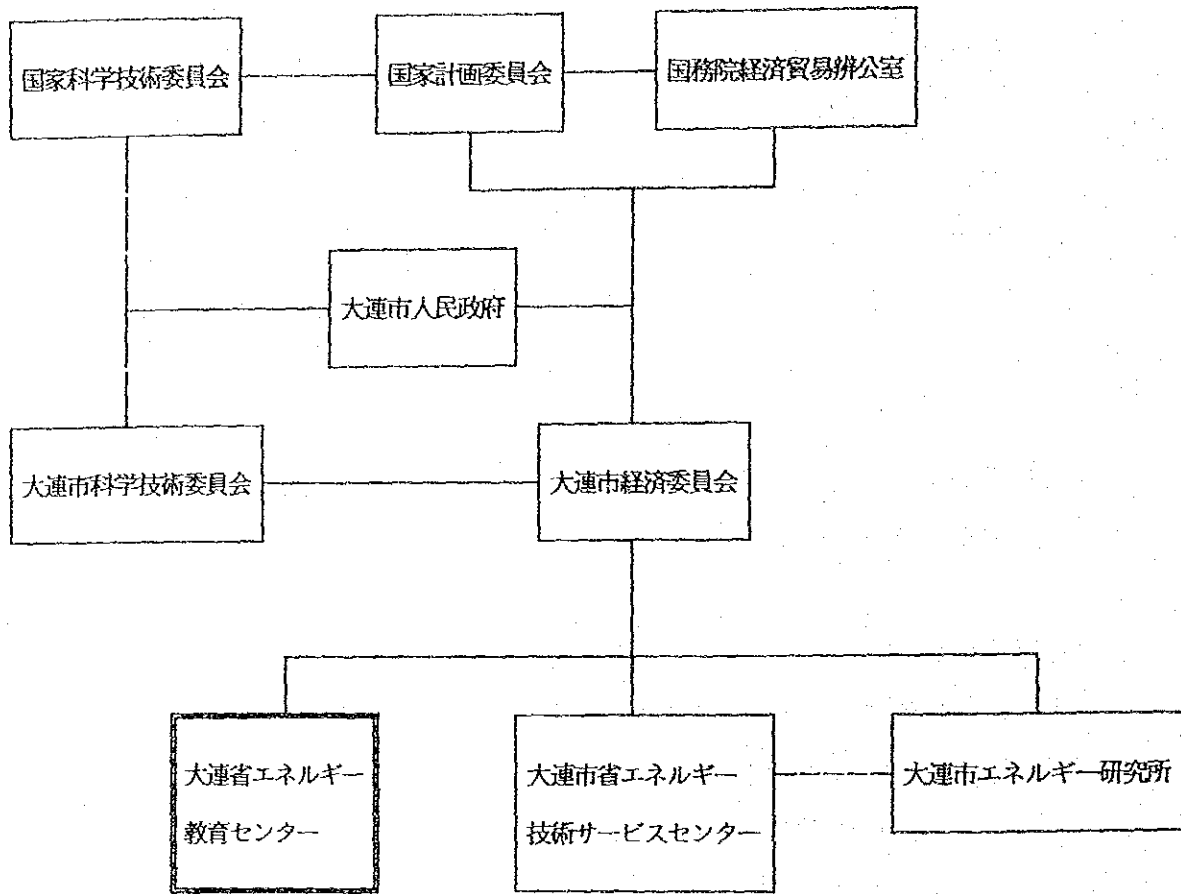 国家科学技術委員会
国家計画委員会
国務院経済貿易辨公室
大連市人民政府
大連市科学技術委員会
大連市経済委員会
大連省エネルギー
教育センター
大連市省エネルギー
技術サービスセンター
大連市エネルギー研究所